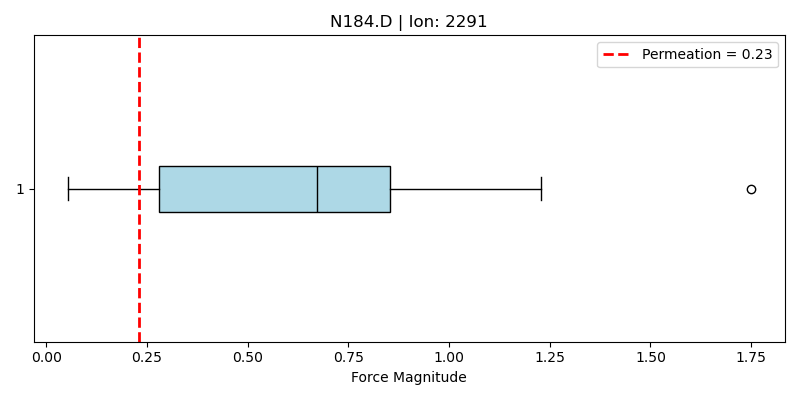 N184.D | Ion: 2291
Permeation = 0.23
1
0.00 0.25 0.50 0.75 1.00 1.25 1.50 1.75
Force Magnitude